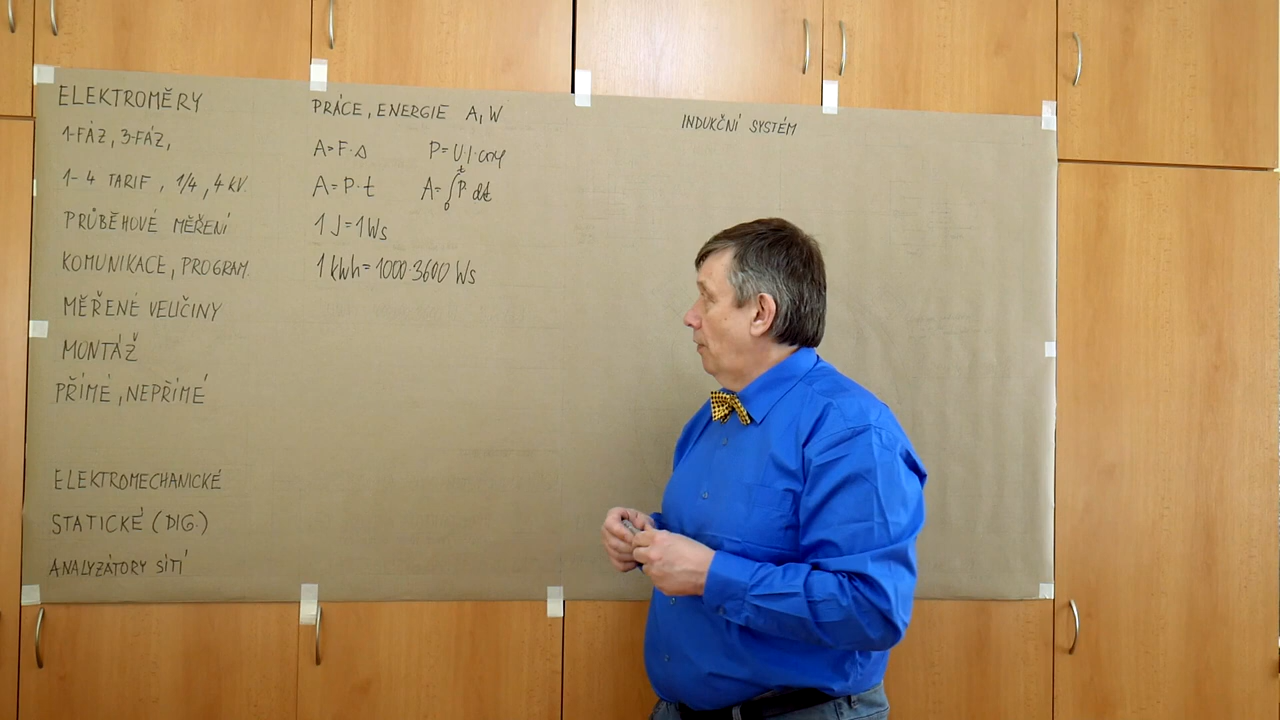 ELEKTROMĚRY
1-FÁZ, 3-FÁZ,
1-4 TARIF, 1/4, 4 KV.
PRŮBĚHOVÉ MĚŘENÍ
KOMUNIKACE, PROGRAM.
MĚŘENÉ VELIČINY
MONTÁŽ
PŘÍMÉ, NEPŘÍMÉ
ELEKTROMECHANICKÉ
STATICKÉ (DIG.)
ANALYZÁTORY SÍTÍ
PRÁCE, ENERGIE A, W
A=F·s P=U·I·cosφ
A=P·t A=∫₀ᵗP dt
1 J=1Ws
1 kWh=1000·3600 Ws
INDUKČNÍ SYSTÉM